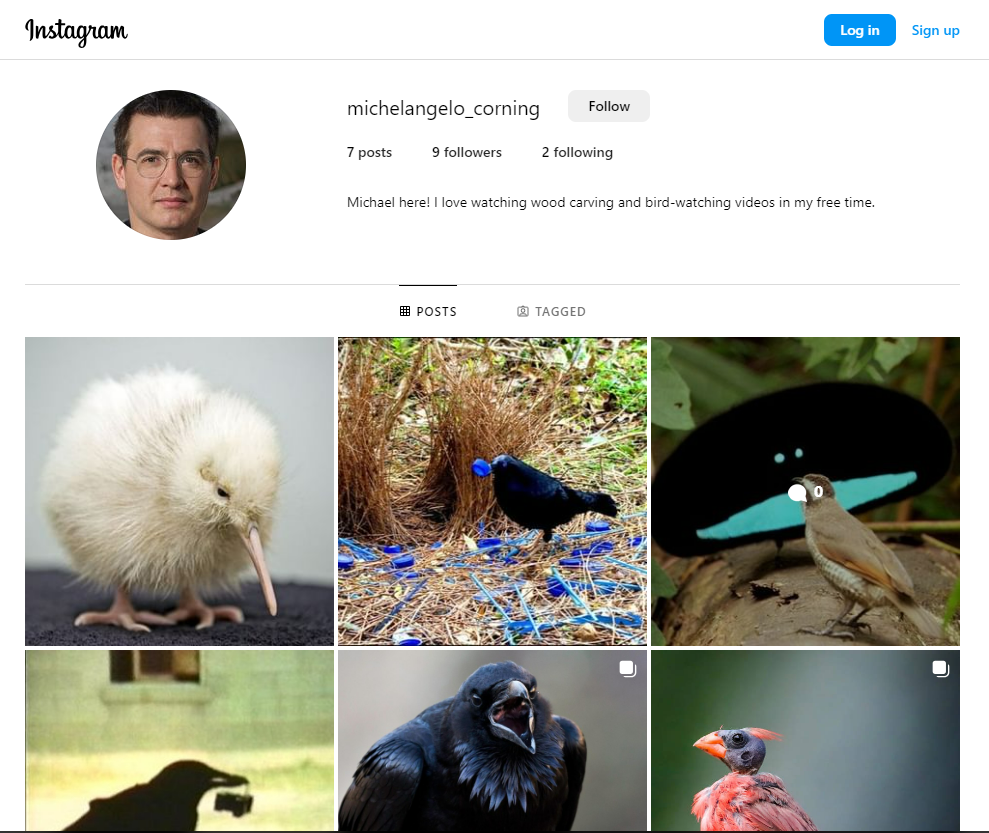 Instagram
Log in
Sign up
michelangelo_corning
Follow
7 posts
9 followers
2 following
Michael here! I love watching wood carving and bird-watching videos in my free time.
POSTS
TAGGED
0